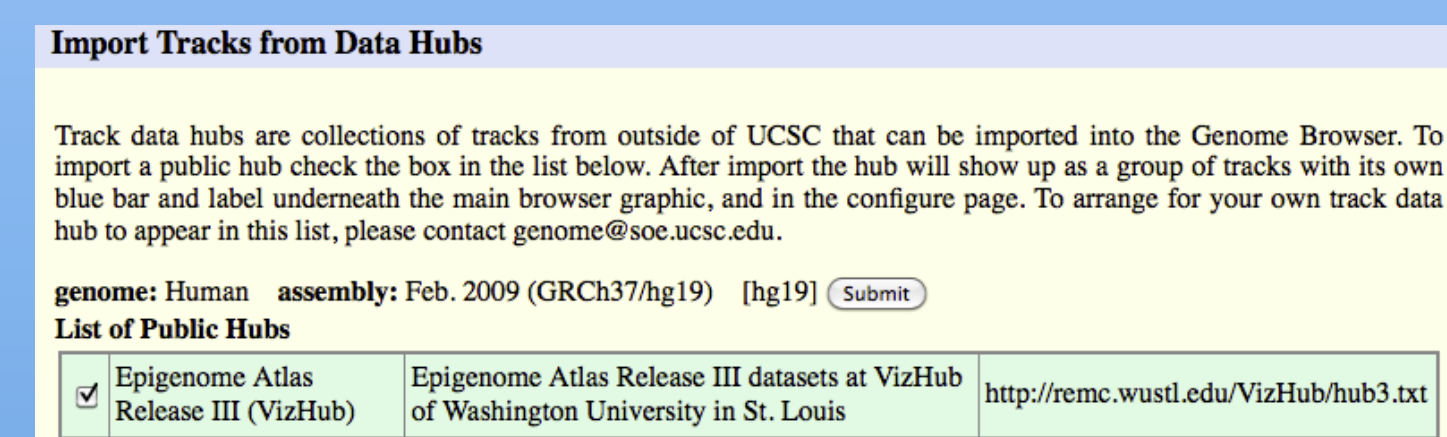 Import Tracks from Data Hubs
Track data hubs are collections of tracks from outside of UCSC that can be imported into the Genome Browser. To
import a public hub check the box in the list below. After import the hub will show up as a group of tracks with its own
blue bar and label underneath the main browser graphic, and in the configure page. To arrange for your own track data
hub to appear in this list, please contact genome@soe.ucsc.edu.
genome: Human assembly: Feb. 2009 (GRCh37/hg19) [hg19] Submit
List of Public Hubs
Epigenome Atlas
Release III (VizHub)
Epigenome Atlas Release III datasets at VizHub
of Washington University in St. Louis
http://remc.wustl.edu/VizHub/hub3.txt